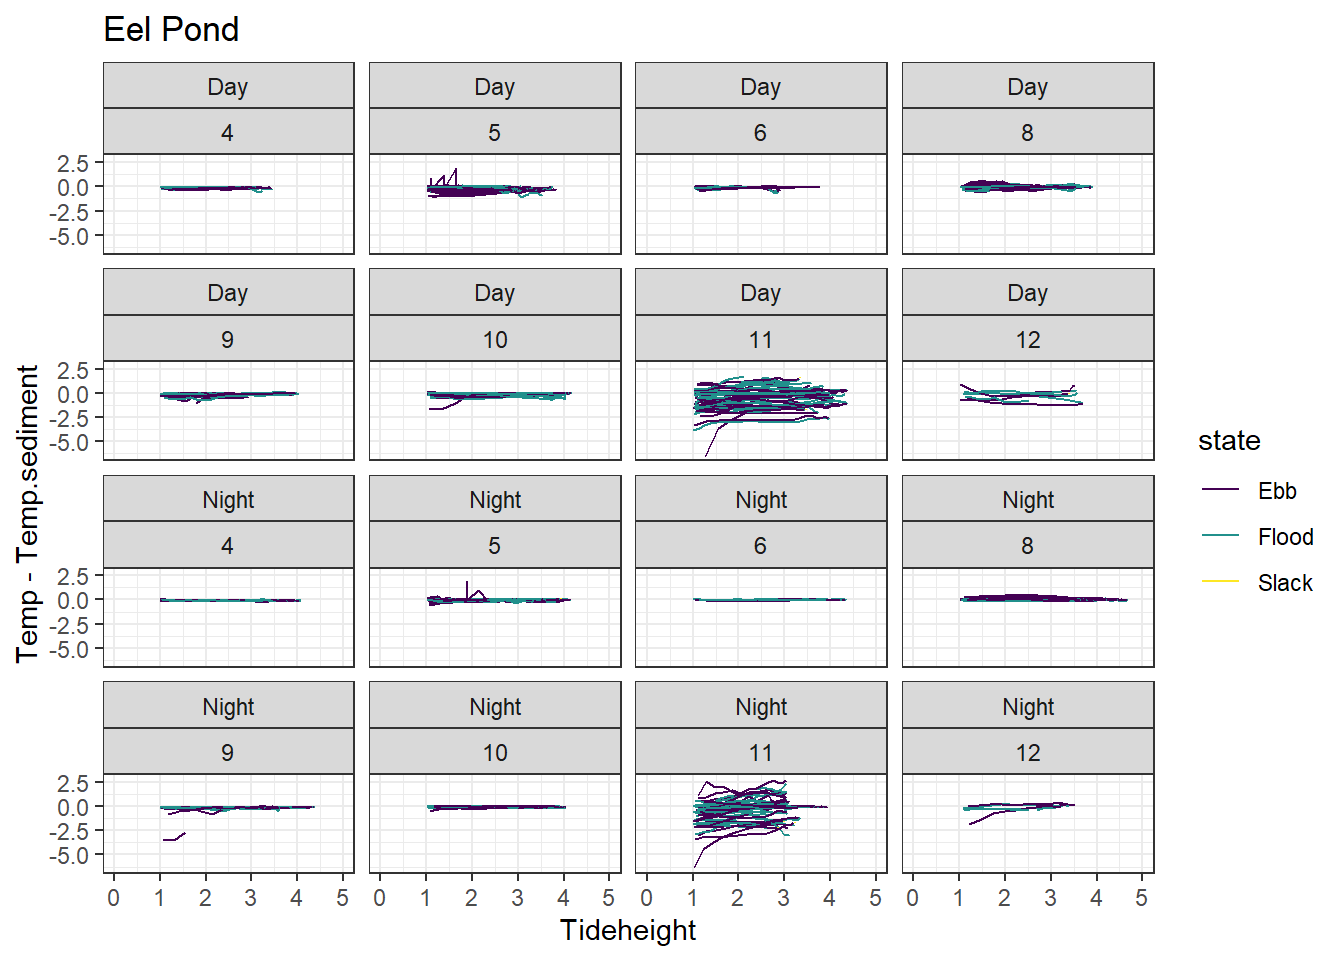 Eel Pond
Day Day Day Day
4 5 6 8
2.5
0.0
-2.5
-5.0
Day Day Day Day
9 10 11 12
2.5
0.0
-2.5
-5.0
Night Night Night Night
4 5 6 8
2.5
0.0
-2.5
-5.0
Night Night Night Night
9 10 11 12
2.5
0.0
-2.5
-5.0
0 1 2 3 4 5 0 1 2 3 4 5 0 1 2 3 4 5 0 1 2 3 4 5
Tideheight
Temp - Temp.sediment
state
Ebb
Flood
Slack